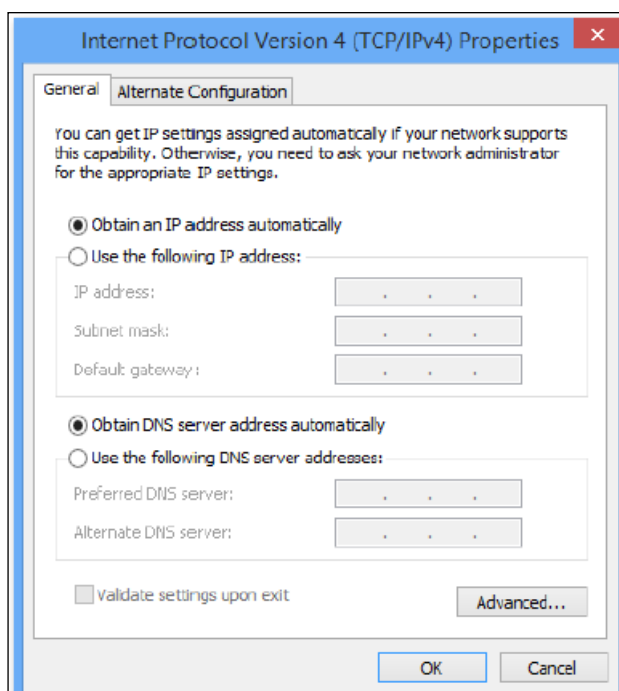 Internet Protocol Version 4 (TCP/IPv4) Properties
General
Alternate Configuration
You can get IP settings assigned automatically if your network supports
this capability. Otherwise, you need to ask your network administrator
for the appropriate IP settings.
Obtain an IP address automatically
Use the following IP address:
IP address:
Subnet mask:
Default gateway:
Obtain DNS server address automatically
Use the following DNS server addresses:
Preferred DNS server:
Alternate DNS server:
Validate settings upon exit
Advanced...
OK
Cancel